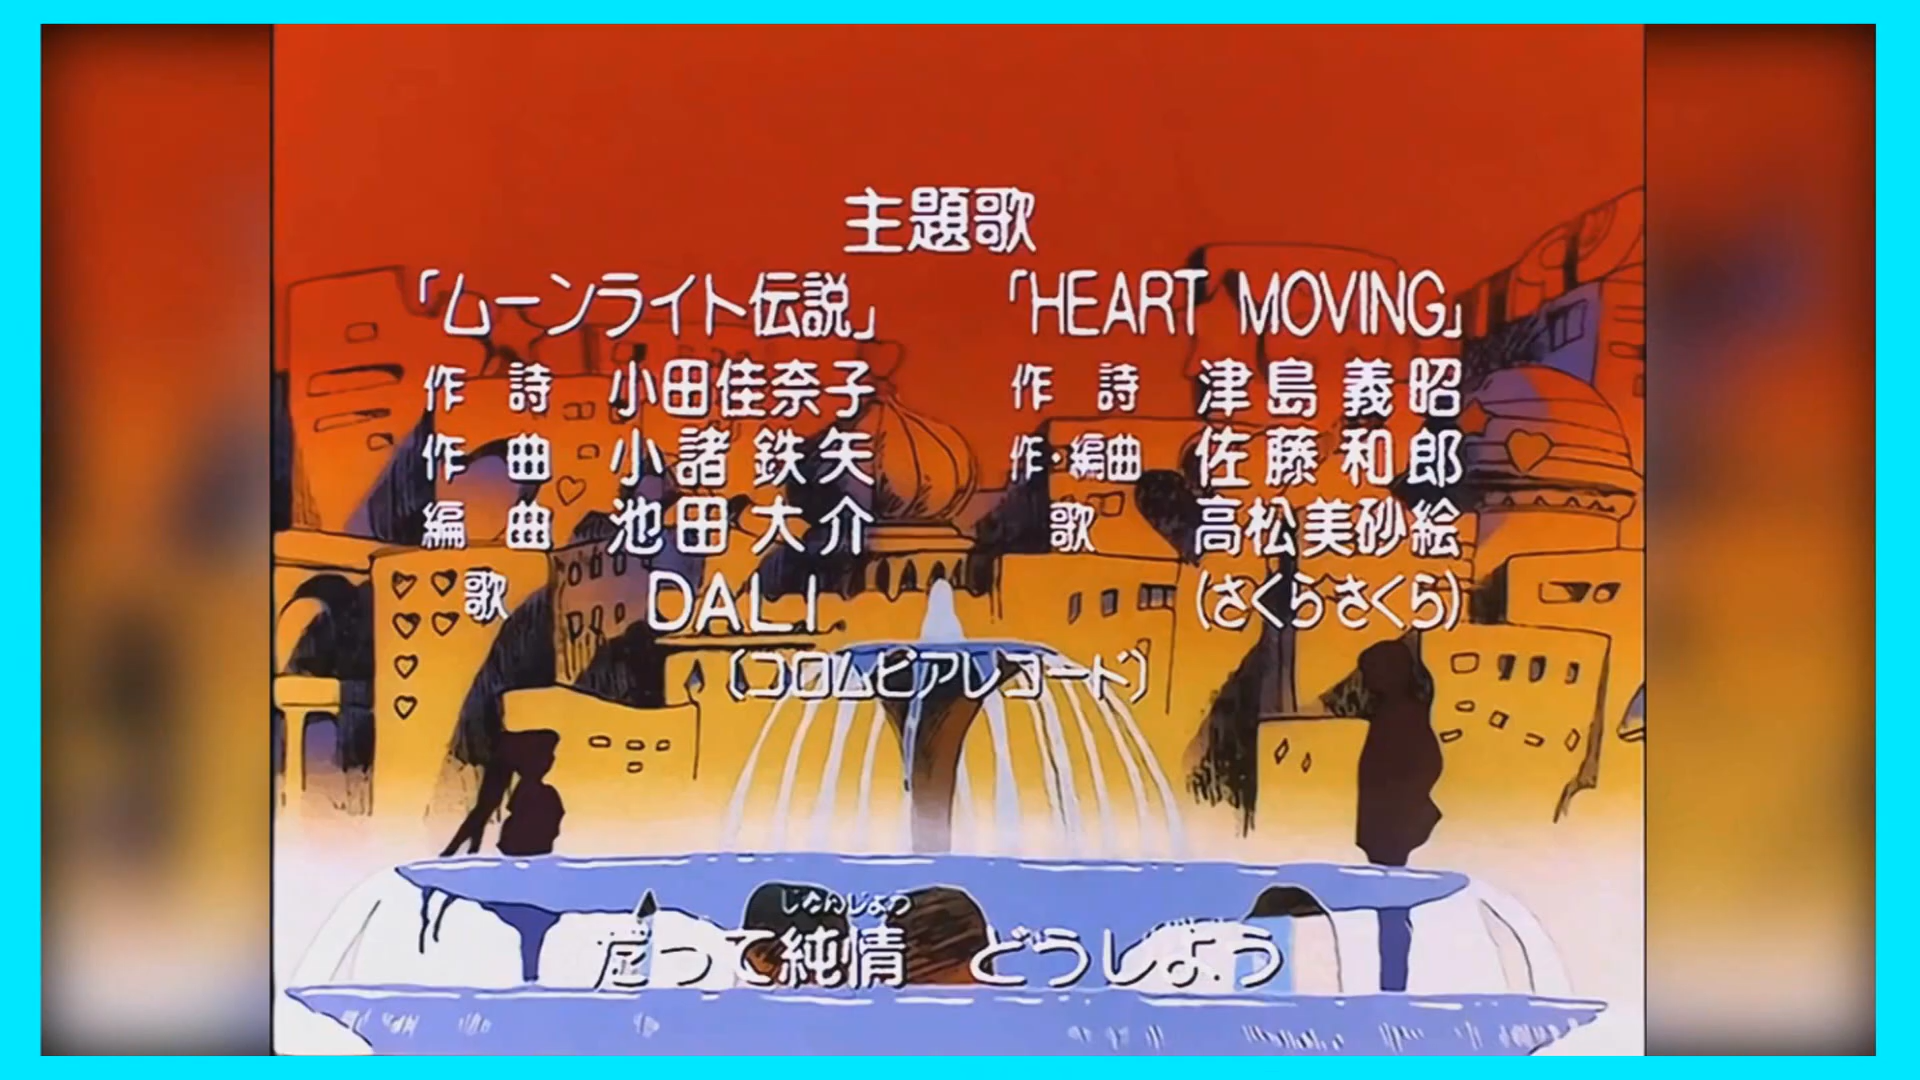 主題歌
「ムーンライト伝説」 「HEART MOVING」
作詩 小田佳奈子 作詩 津島義昭
作曲 小諸鉄矢 作・編曲 佐藤和郎
編曲 池田大介 歌 高松美砂絵
歌 DALI (さくらさくら)
(コロムビアレコード)
じゅんじょう
だって純情 どうしよう